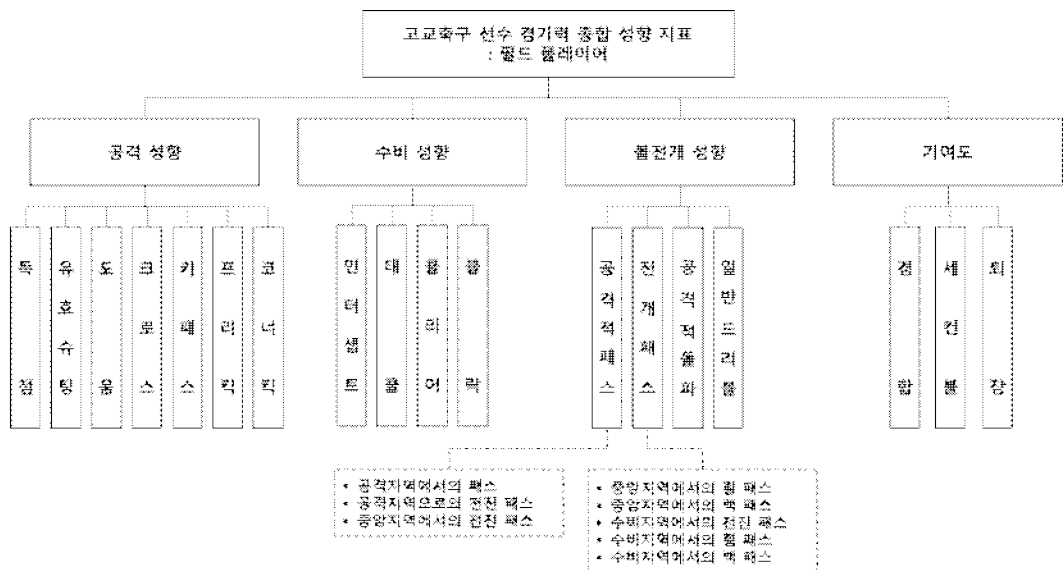 고교축구 선수 경기력 종합 성향 지표
: 필드 플레이어
공격 성향
수비 성향
볼전개 성향
기여도
득점
유효슈팅
도움
크로스
키패스
프리킥
코너킥
인터셉트
태클
클리어
블락
공격적패스
전개패스
공격적돌파
일반드리블
경합
세컨볼
퇴장
• 공격지역에서의 패스
• 공격지역으로의 전진 패스
• 중앙지역에서의 전진 패스
• 중앙지역에서의 횡 패스
• 중앙지역에서의 백 패스
• 수비지역에서의 전진 패스
• 수비지역에서의 횡 패스
• 수비지역에서의 백 패스